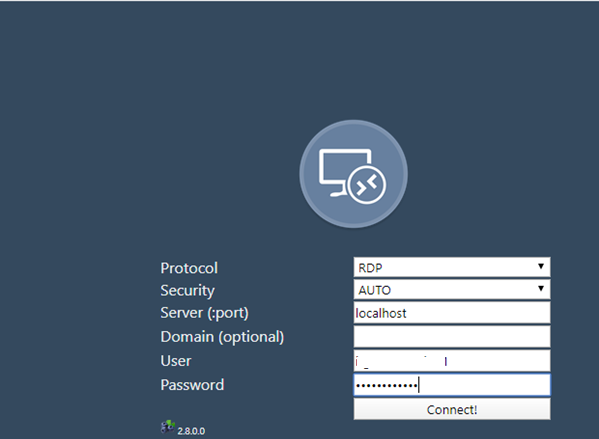 Protocol RDP
Security AUTO
Server (:port) localhost
Domain (optional)
User
Password ••••••••••••
Connect!
2.8.0.0